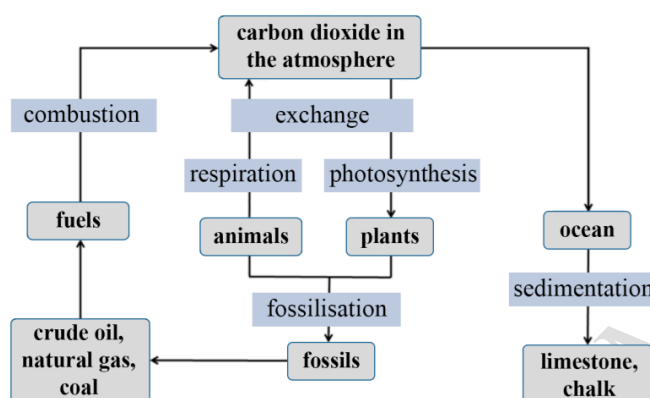 carbon dioxide in
the atmosphere
combustion
exchange
respiration
photosynthesis
fuels
animals
plants
ocean
fossilisation
sedimentation
crude oil,
natural gas,
coal
fossils
limestone,
chalk